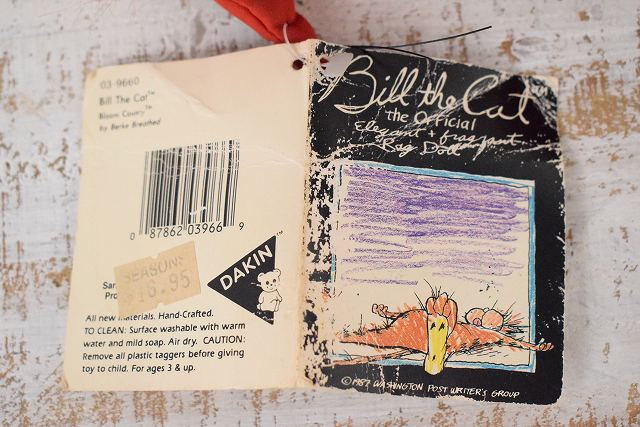 03-9660
Bill The Cat™
Bloom County™
by Berke Breathed
0 87862 03966 9
SEASONS
$16.95
DAKIN™
All new materials. Hand-Crafted.
TO CLEAN: Surface washable with warm
water and mild soap. Air dry. CAUTION:
Remove all plastic taggers before giving
toy to child. For ages 3 & up.
Bill the Cat
the Official
Elegant + fragrant
Rag Doll
© 1987 WASHINGTON POST WRITER'S GROUP